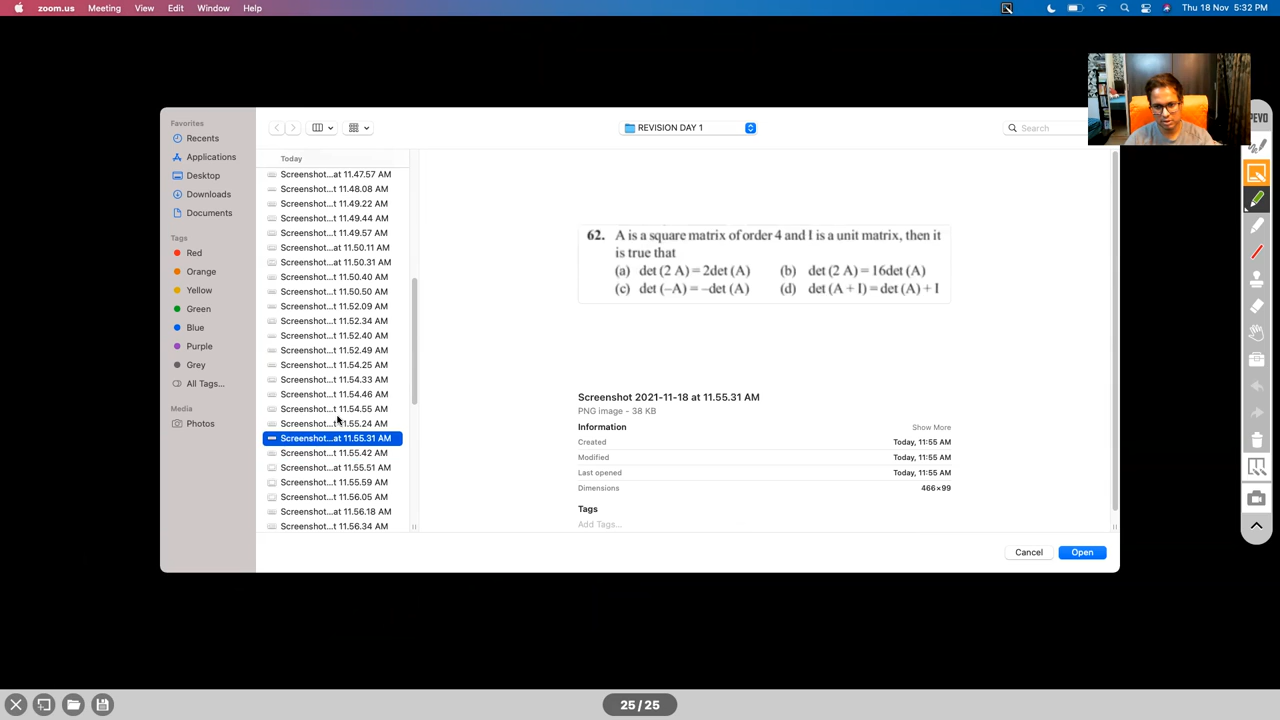 zoom.us Meeting View Edit Window Help Thu 18 Nov 5:32 PM
Favorites
Recents
Applications
Desktop
Downloads
Documents
Tags
Red
Orange
Yellow
Green
Blue
Purple
Grey
All Tags...
Media
Photos
REVISION DAY 1
Search
Today
Screenshot...at 11.47.57 AM
Screenshot...t 11.48.08 AM
Screenshot...t 11.49.22 AM
Screenshot...t 11.49.44 AM
Screenshot...t 11.49.57 AM
Screenshot...at 11.50.11 AM
Screenshot...at 11.50.31 AM
Screenshot...t 11.50.40 AM
Screenshot...t 11.50.50 AM
Screenshot...t 11.52.09 AM
Screenshot...t 11.52.34 AM
Screenshot...t 11.52.40 AM
Screenshot...t 11.52.49 AM
Screenshot...t 11.54.25 AM
Screenshot...t 11.54.33 AM
Screenshot...t 11.54.46 AM
Screenshot...t 11.54.55 AM
Screenshot...t 11.55.24 AM
Screenshot...at 11.55.31 AM
Screenshot...t 11.55.42 AM
Screenshot...at 11.55.51 AM
Screenshot...t 11.55.59 AM
Screenshot...t 11.56.05 AM
Screenshot...at 11.56.18 AM
Screenshot...t 11.56.34 AM
62. A is a square matrix of order 4 and I is a unit matrix, then it
is true that
(a) det (2 A) = 2det (A) (b) det (2 A) = 16det (A)
(c) det (–A) = –det (A) (d) det (A + I) = det (A) + I
Screenshot 2021-11-18 at 11.55.31 AM
PNG image - 38 KB
Information Show More
Created Today, 11:55 AM
Modified Today, 11:55 AM
Last opened Today, 11:55 AM
Dimensions 466×99
Tags
Add Tags...
Cancel Open
25 / 25